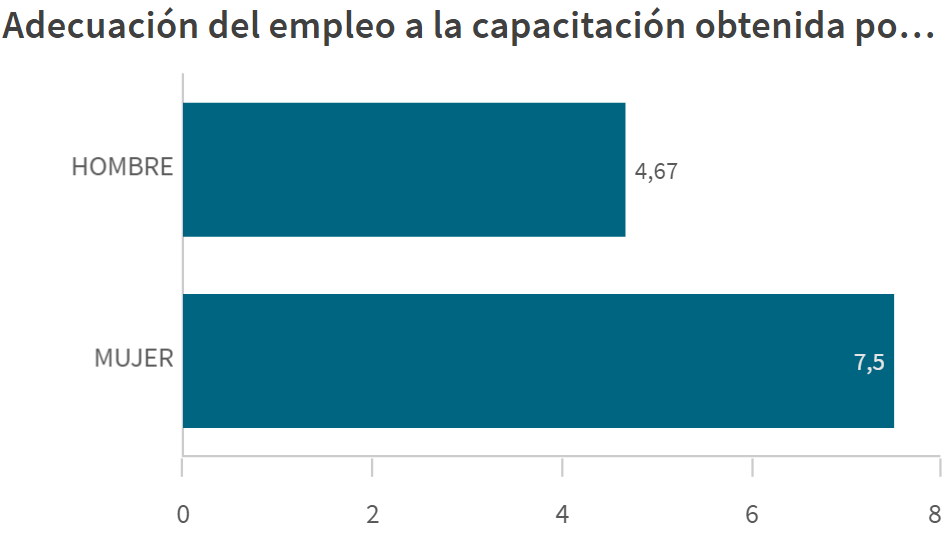 Adecuación del empleo a la capacitación obtenida po…
HOMBRE
4,67
MUJER
7,5
0 2 4 6 8